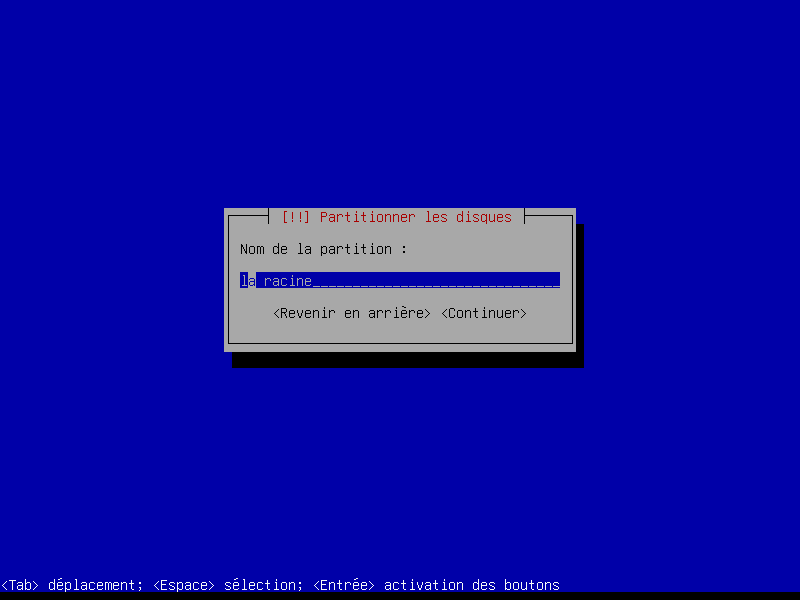 [!!] Partitionner les disques
Nom de la partition :
la racine
<Revenir en arrière> <Continuer>
<Tab> déplacement; <Espace> sélection; <Entrée> activation des boutons